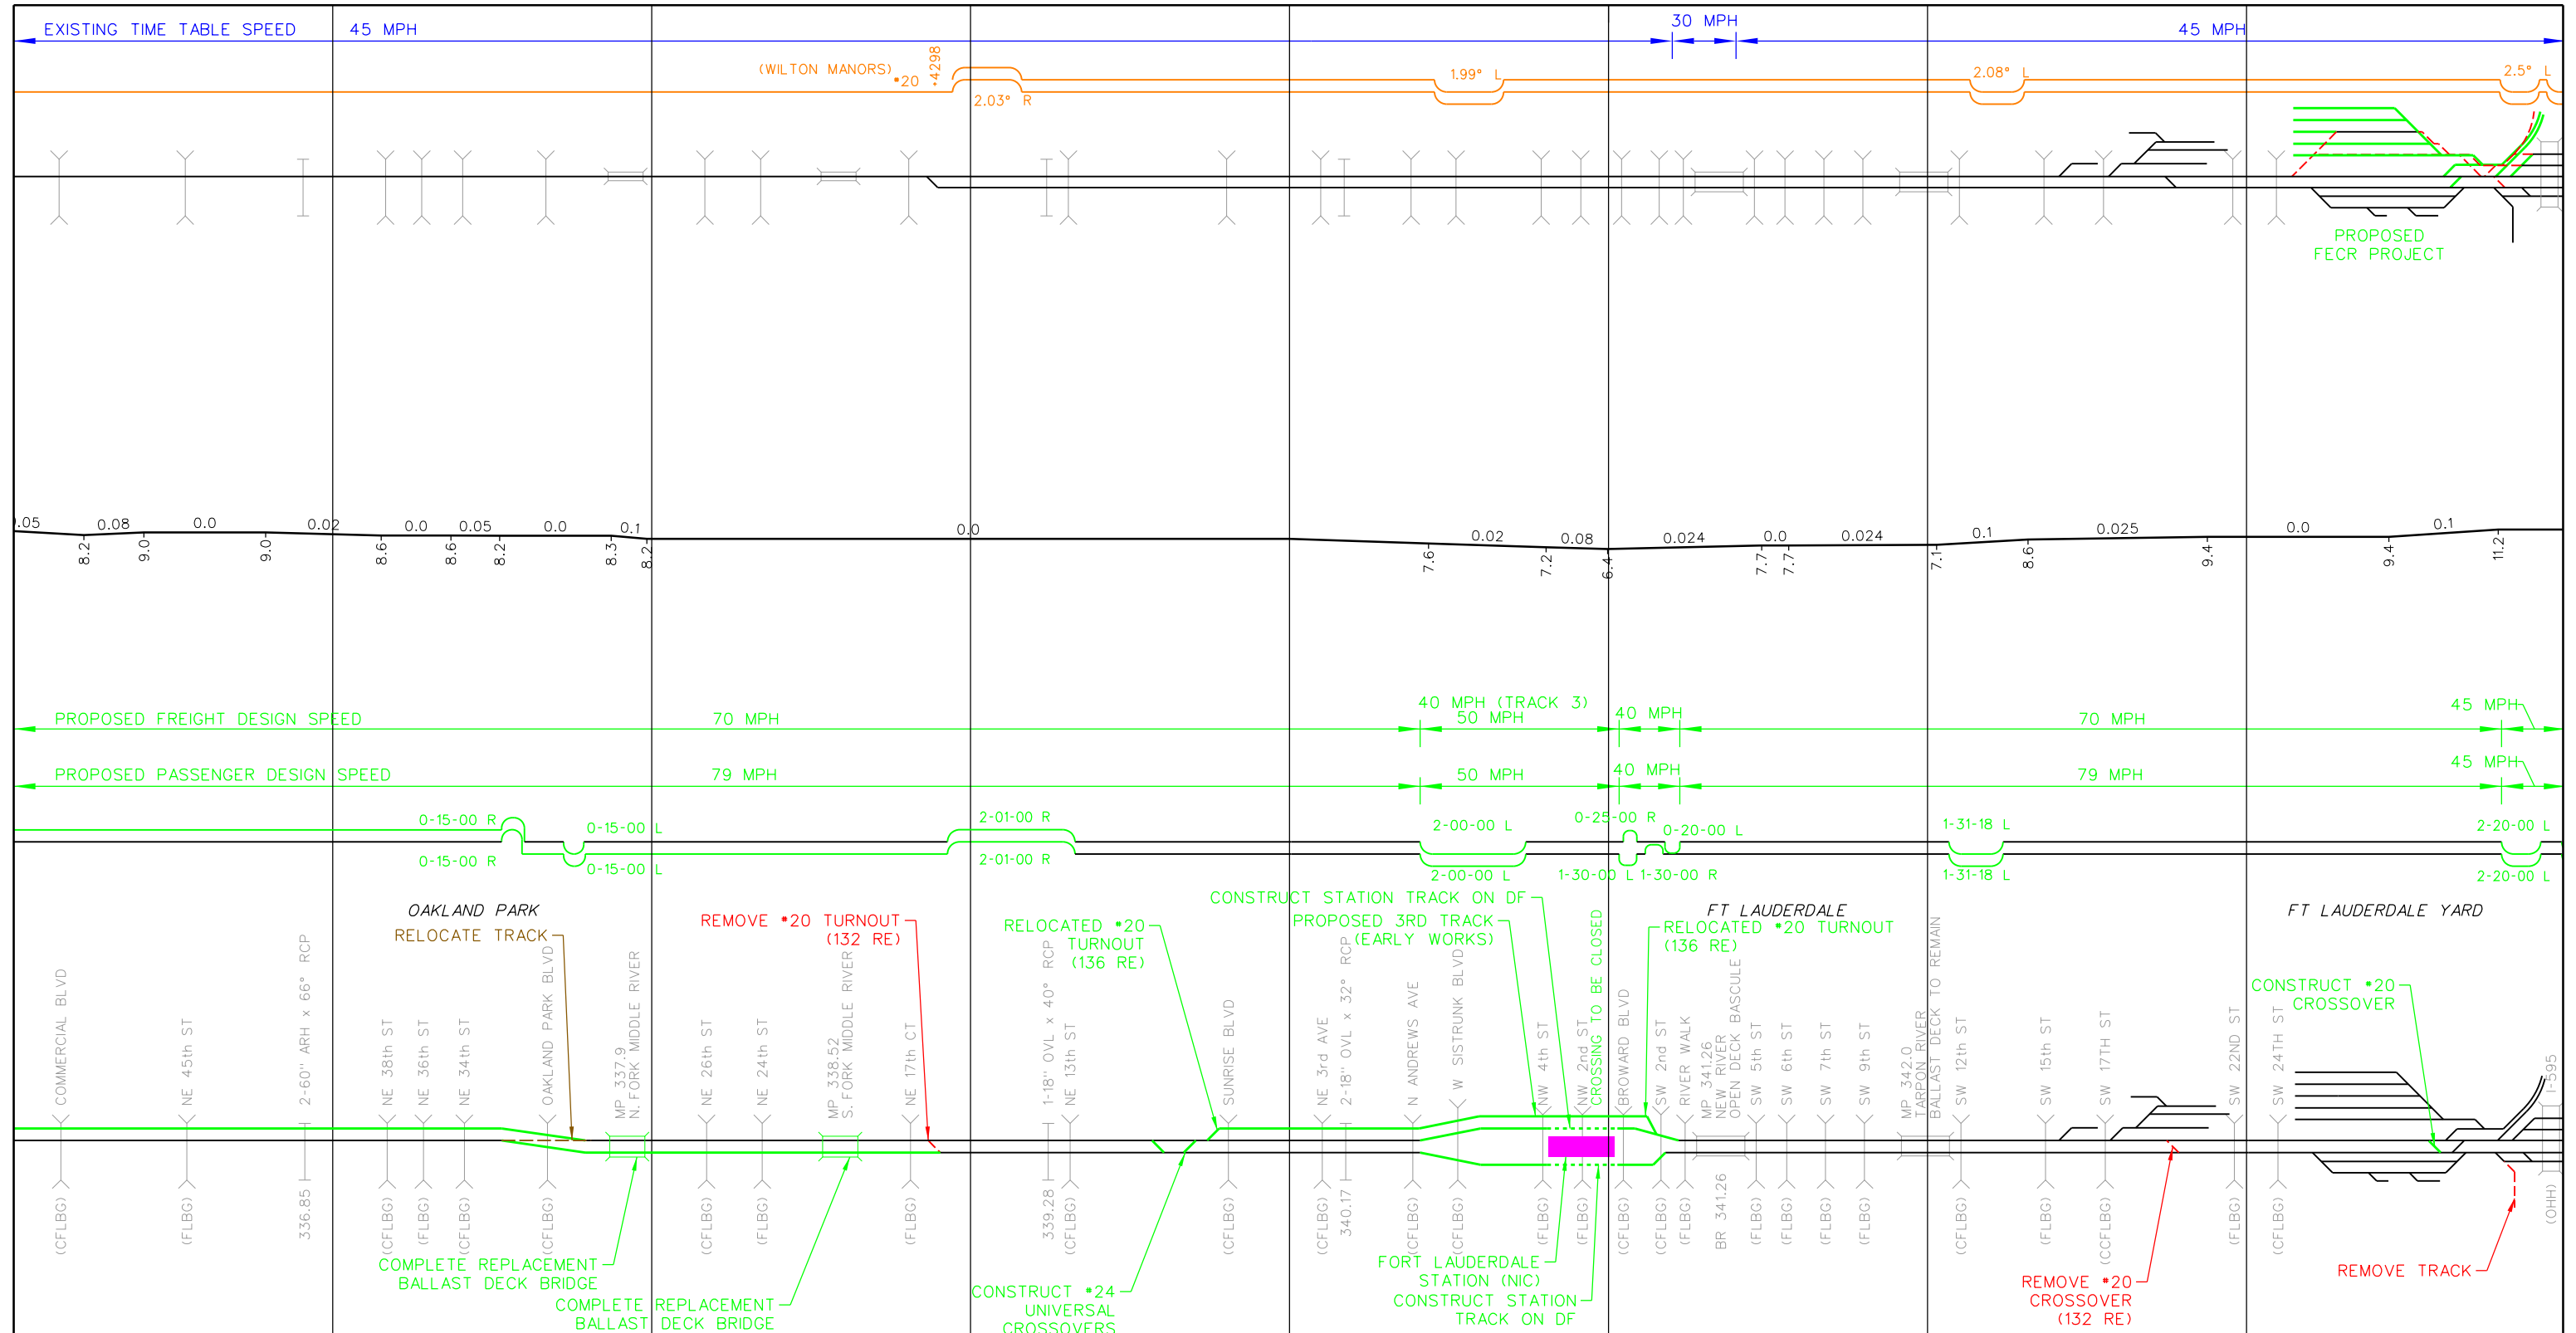 EXISTING TIME TABLE SPEED 45 MPH
30 MPH
45 MPH
(WILTON MANORS)
*20
*4298
2.03° R
1.99° L
2.08° L
2.5° L
PROPOSED
FECR PROJECT
.05
0.08
0.0
0.02
0.0
0.05
0.0
0.1
0.0
0.02
0.08
0.024
0.0
0.024
0.1
0.025
0.0
0.1
8.2
9.0
9.0
8.6
8.6
8.2
8.3
8.2
7.6
7.2
6.4
7.7
7.7
7.1
8.6
9.4
9.4
11.2
PROPOSED FREIGHT DESIGN SPEED
70 MPH
40 MPH (TRACK 3)
50 MPH
40 MPH
70 MPH
45 MPH
PROPOSED PASSENGER DESIGN SPEED
79 MPH
50 MPH
40 MPH
79 MPH
45 MPH
0-15-00 R
0-15-00 L
2-01-00 R
2-00-00 L
0-25-00 R
0-20-00 L
1-31-18 L
2-20-00 L
0-15-00 R
0-15-00 L
2-01-00 R
2-00-00 L
1-30-00 L
1-30-00 R
1-31-18 L
2-20-00 L
OAKLAND PARK
RELOCATE TRACK
REMOVE *20 TURNOUT
(132 RE)
RELOCATED *20
TURNOUT
(136 RE)
CONSTRUCT STATION TRACK ON DF
PROPOSED 3RD TRACK
(EARLY WORKS)
CROSSING TO BE CLOSED
FT LAUDERDALE
RELOCATED *20 TURNOUT
(136 RE)
FT LAUDERDALE YARD
CONSTRUCT *20
CROSSOVER
COMMERCIAL BLVD
NE 45th ST
2-60" ARH x 66° RCP
NE 38th ST
NE 36th ST
NE 34th ST
OAKLAND PARK BLVD
MP 337.9
N. FORK MIDDLE RIVER
NE 26th ST
NE 24th ST
MP 338.52
S. FORK MIDDLE RIVER
NE 17th CT
1-18" OVL x 40° RCP
NE 13th ST
SUNRISE BLVD
NE 3rd AVE
2-18" OVL x 32° RCP
N ANDREWS AVE
W SISTRUNK BLVD
NW 4th ST
NW 2nd ST
BROWARD BLVD
SW 2nd ST
RIVER WALK
MP 341.26
NEW RIVER
OPEN DECK BASCULE
SW 5th ST
SW 6th ST
SW 7th ST
SW 9th ST
MP 342.0
TARPON RIVER
BALLAST DECK TO REMAIN
SW 12th ST
SW 15th ST
SW 17TH ST
SW 22ND ST
SW 24TH ST
I-595
(CFLBG)
(FLBG)
336.85
(CFLBG)
(FLBG)
(CFLBG)
(CFLBG)
(CFLBG)
(FLBG)
(FLBG)
339.28
(CFLBG)
(CFLBG)
(CFLBG)
340.17
(CFLBG)
(CFLBG)
(FLBG)
(FLBG)
(CFLBG)
(CFLBG)
(FLBG)
BR 341.26
(FLBG)
(FLBG)
(FLBG)
(FLBG)
(CFLBG)
(FLBG)
(CCFLBG)
(FLBG)
(CFLBG)
(OHH)
COMPLETE REPLACEMENT
BALLAST DECK BRIDGE
COMPLETE REPLACEMENT
BALLAST DECK BRIDGE
CONSTRUCT *24
UNIVERSAL
CROSSOVERS
FORT LAUDERDALE
STATION (NIC)
CONSTRUCT STATION
TRACK ON DF
REMOVE *20
CROSSOVER
(132 RE)
REMOVE TRACK